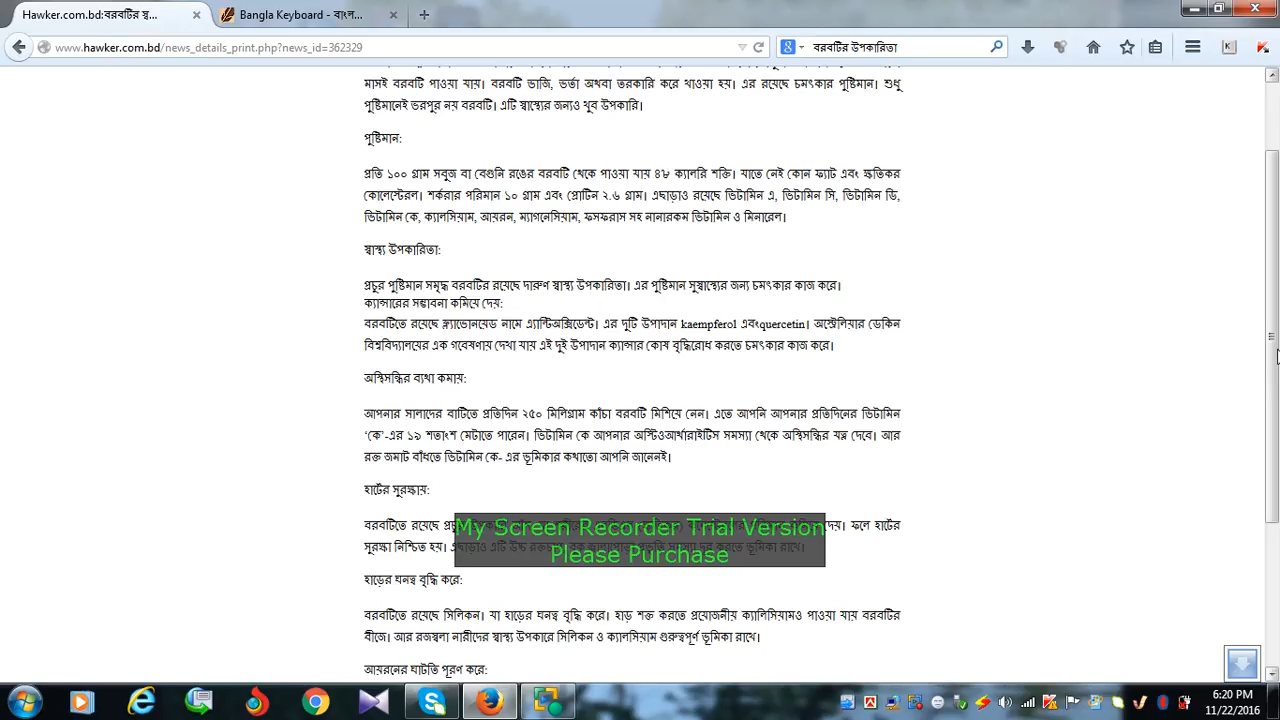 Hawker.com.bd:বরবটির স্ব...
Bangla Keyboard - বাংল...
www.hawker.com.bd/news_details_print.php?news_id=362329
বরবটির উপকারিতা
মাসই বরবটি পাওয়া যায়। বরবটি ভাজি, ভর্তা অথবা তরকারি করে খাওয়া হয়। এর রয়েছে চমৎকার পুষ্টিমান। শুধু
পুষ্টিমানেই ভরপুর নয় বরবটি। এটি স্বাস্থ্যের জন্যও খুব উপকারি।
পুষ্টিমান:
প্রতি ১০০ গ্রাম সবুজ বা বেগুনি রঙের বরবটি থেকে পাওয়া যায় ৪৮ ক্যালরি শক্তি। যাতে নেই কোন ফ্যাট এবং ক্ষতিকর
কোলেস্টেরল। শর্করার পরিমান ১০ গ্রাম এবং প্রোটিন ২.৬ গ্রাম। এছাড়াও রয়েছে ভিটামিন এ, ভিটামিন সি, ভিটামিন ডি,
ভিটামিন কে, ক্যালসিয়াম, আয়রন, ম্যাগনেসিয়াম, ফসফরাস সহ নানারকম ভিটামিন ও মিনারেল।
স্বাস্থ্য উপকারিতা:
প্রচুর পুষ্টিমান সমৃদ্ধ বরবটির রয়েছে দারুণ স্বাস্থ্য উপকারিতা। এর পুষ্টিমান সুস্বাস্থ্যের জন্য চমৎকার কাজ করে।
ক্যান্সারের সম্ভাবনা কমিয়ে দেয়:
বরবটিতে রয়েছে ফ্ল্যাভোনয়েড নামে এ্যান্টিঅক্সিডেন্ট। এর দুটি উপাদান kaempferol এবংquercetin। অস্ট্রেলিয়ার ডেকিন
বিশ্ববিদ্যালয়ের এক গবেষণায় দেখা যায় এই দুই উপাদান ক্যান্সার কোষ বৃদ্ধিরোধ করতে চমৎকার কাজ করে।
অস্থিসন্ধির ব্যথা কমায়:
আপনার সালাদের বাটিতে প্রতিদিন ২৫০ মিলিগ্রাম কাঁচা বরবটি মিশিয়ে নেন। এতে আপনি আপনার প্রতিদিনের ভিটামিন
‘কে’-এর ১৯ শতাংশ মেটাতে পারেন। ভিটামিন কে আপনার অস্টিওআর্থারাইটিস সমস্যা থেকে অস্থিসন্ধির যত্ন দেবে। আর
রক্ত জমাট বাঁধতে ভিটামিন কে- এর ভূমিকার কথাতো আপনি জানেনই।
হার্টের সুরক্ষায়:
বরবটিতে রয়েছে দেয়। ফলে হার্টের
সুরক্ষা নিশ্চিত হয়।
My Screen Recorder Trial Version
Please Purchase
হাড়ের ঘনত্ব বৃদ্ধি করে:
বরবটিতে রয়েছে সিলিকন। যা হাড়ের ঘনত্ব বৃদ্ধি করে। হাড় শক্ত করতে প্রয়োজনীয় ক্যালিসিয়ামও পাওয়া যায় বরবটির
বীজে। আর রজস্বলা নারীদের স্বাস্থ্য উপকারে সিলিকন ও ক্যালসিয়াম গুরুত্বপূর্ণ ভূমিকা রাখে।
আয়রনের ঘাটতি পূরণ করে:
6:20 PM
11/22/2016